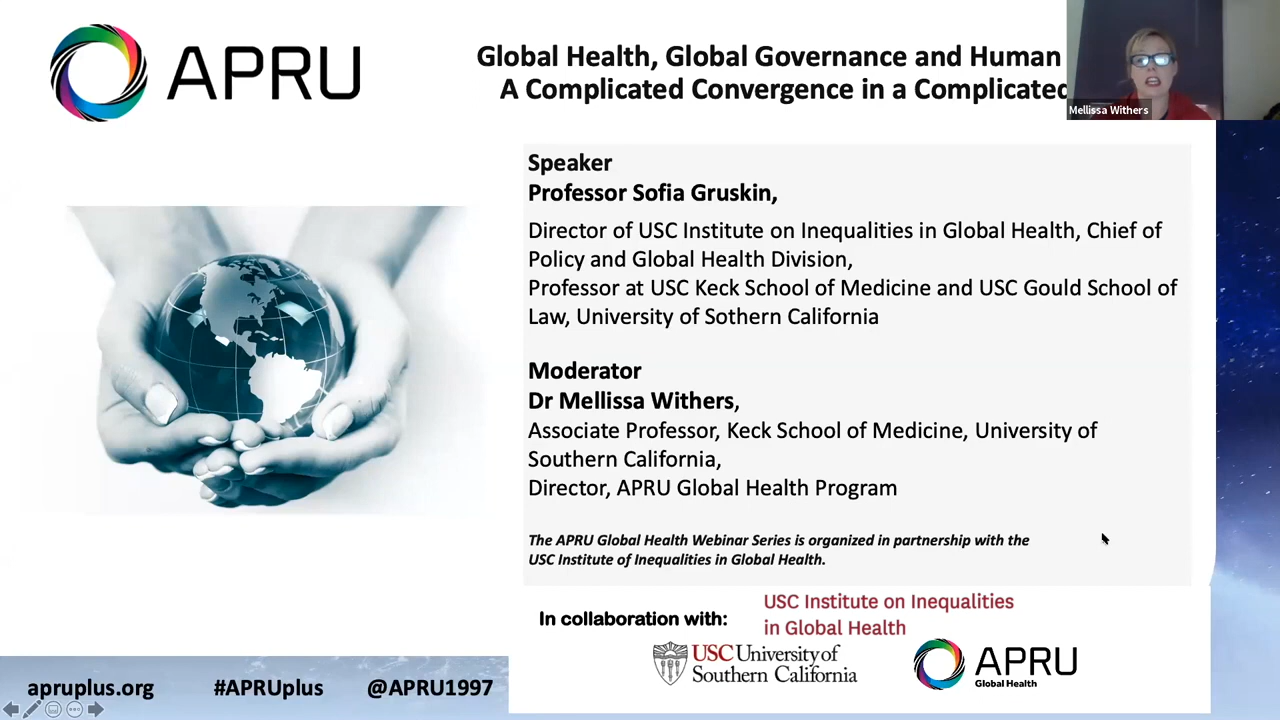 APRU
Global Health, Global Governance and Human
A Complicated Convergence in a Complicated
Mellissa Withers
Speaker
Professor Sofia Gruskin,
Director of USC Institute on Inequalities in Global Health, Chief of
Policy and Global Health Division,
Professor at USC Keck School of Medicine and USC Gould School of
Law, University of Sothern California
Moderator
Dr Mellissa Withers,
Associate Professor, Keck School of Medicine, University of
Southern California,
Director, APRU Global Health Program
The APRU Global Health Webinar Series is organized in partnership with the
USC Institute of Inequalities in Global Health.
In collaboration with:
USC Institute on Inequalities
in Global Health
USC University of
Southern California
APRU
Global Health
apruplus.org #APRUplus @APRU1997